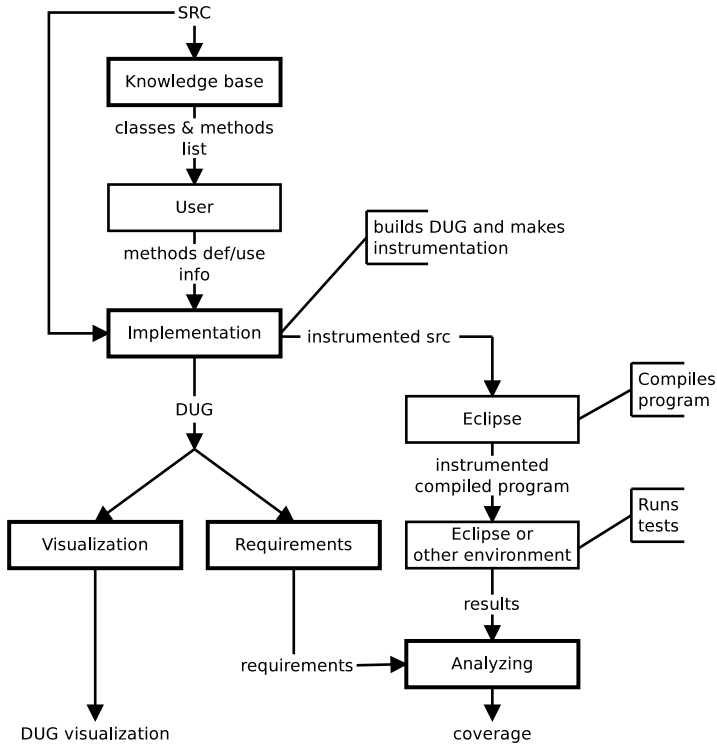 SRC
Knowledge base
classes & methods
list
User
methods def/use
info
builds DUG and makes
instrumentation
Implementation
instrumented src
DUG
Compiles
program
Eclipse
instrumented
compiled program
Visualization
Requirements
Eclipse or
other environment
Runs
tests
results
requirements
Analyzing
DUG visualization
coverage